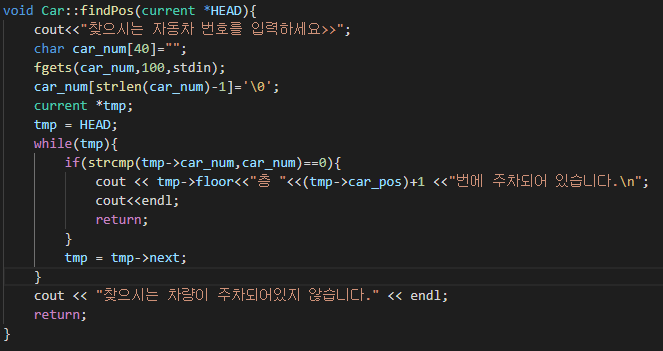 void Car::findPos(current *HEAD){
    cout<<"찾으시는 자동차 번호를 입력하세요>>";
    char car_num[40]="";
    fgets(car_num,100,stdin);
    car_num[strlen(car_num)-1]='\0';
    current *tmp;
    tmp = HEAD;
    while(tmp){
        if(strcmp(tmp->car_num,car_num)==0){
            cout << tmp->floor<<"층 "<<(tmp->car_pos)+1 <<"번에 주차되어 있습니다.\n";
            cout<<endl;
            return;
        }
        tmp = tmp->next;
    }
    cout << "찾으시는 차량이 주차되어있지 않습니다." << endl;
    return;
}